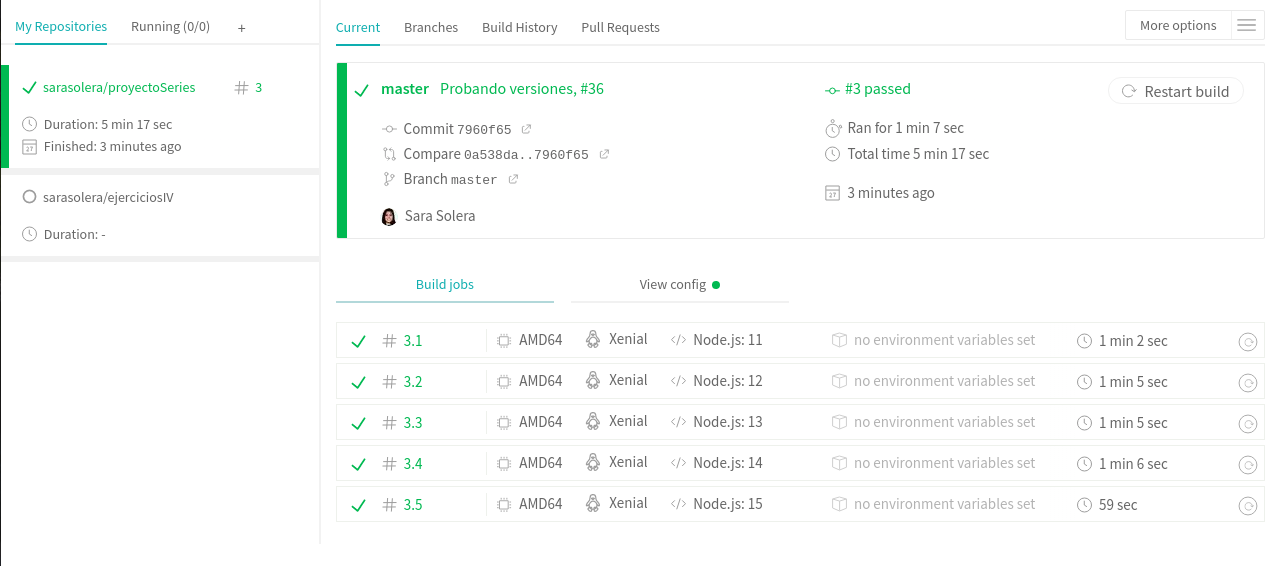 My Repositories Running (0/0) +
sarasolera/proyectoSeries # 3
Duration: 5 min 17 sec
Finished: 3 minutes ago
sarasolera/ejerciciosIV
Duration: -
Current Branches Build History Pull Requests More options
master Probando versiones, #36 #3 passed Restart build
Commit 7960f65 Ran for 1 min 7 sec
Compare 0a538da..7960f65 Total time 5 min 17 sec
Branch master 3 minutes ago
Sara Solera
Build jobs View config
# 3.1 AMD64 Xenial </> Node.js: 11 no environment variables set 1 min 2 sec
# 3.2 AMD64 Xenial </> Node.js: 12 no environment variables set 1 min 5 sec
# 3.3 AMD64 Xenial </> Node.js: 13 no environment variables set 1 min 5 sec
# 3.4 AMD64 Xenial </> Node.js: 14 no environment variables set 1 min 6 sec
# 3.5 AMD64 Xenial </> Node.js: 15 no environment variables set 59 sec